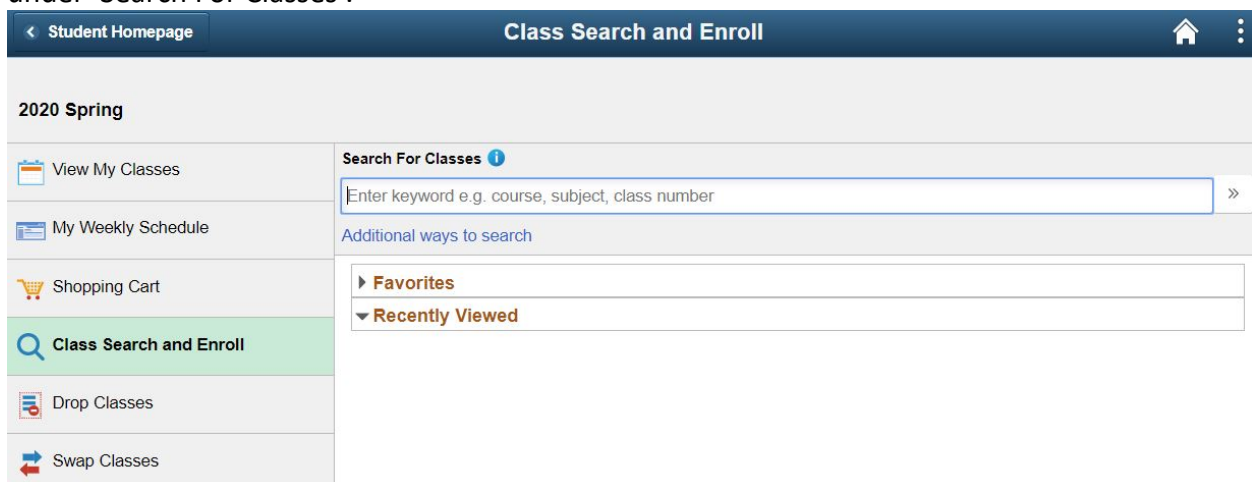 under 'Search For Classes'.
Student Homepage
Class Search and Enroll
2020 Spring
View My Classes
My Weekly Schedule
Shopping Cart
Class Search and Enroll
Drop Classes
Swap Classes
Search For Classes
Enter keyword e.g. course, subject, class number
Additional ways to search
Favorites
Recently Viewed